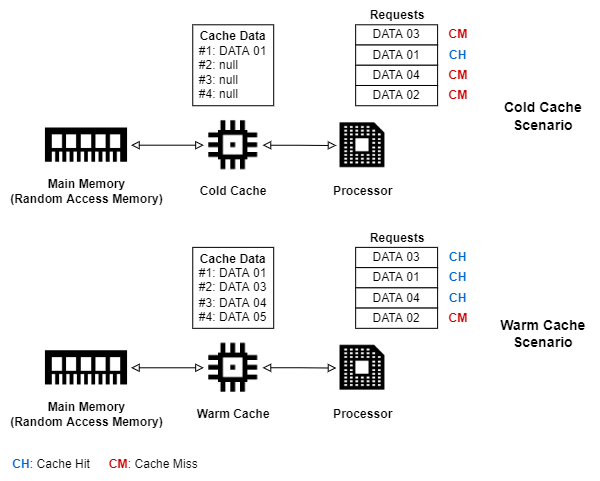 Requests
Cache Data
#1: DATA 01
#2: null
#3: null
#4: null
DATA 03 CM
DATA 01 CH
DATA 04 CM
DATA 02 CM
Cold Cache
Scenario
Main Memory
(Random Access Memory)
Cold Cache
Processor
Requests
Cache Data
#1: DATA 01
#2: DATA 03
#3: DATA 04
#4: DATA 05
DATA 03 CH
DATA 01 CH
DATA 04 CH
DATA 02 CM
Warm Cache
Scenario
Main Memory
(Random Access Memory)
Warm Cache
Processor
CH: Cache Hit CM: Cache Miss